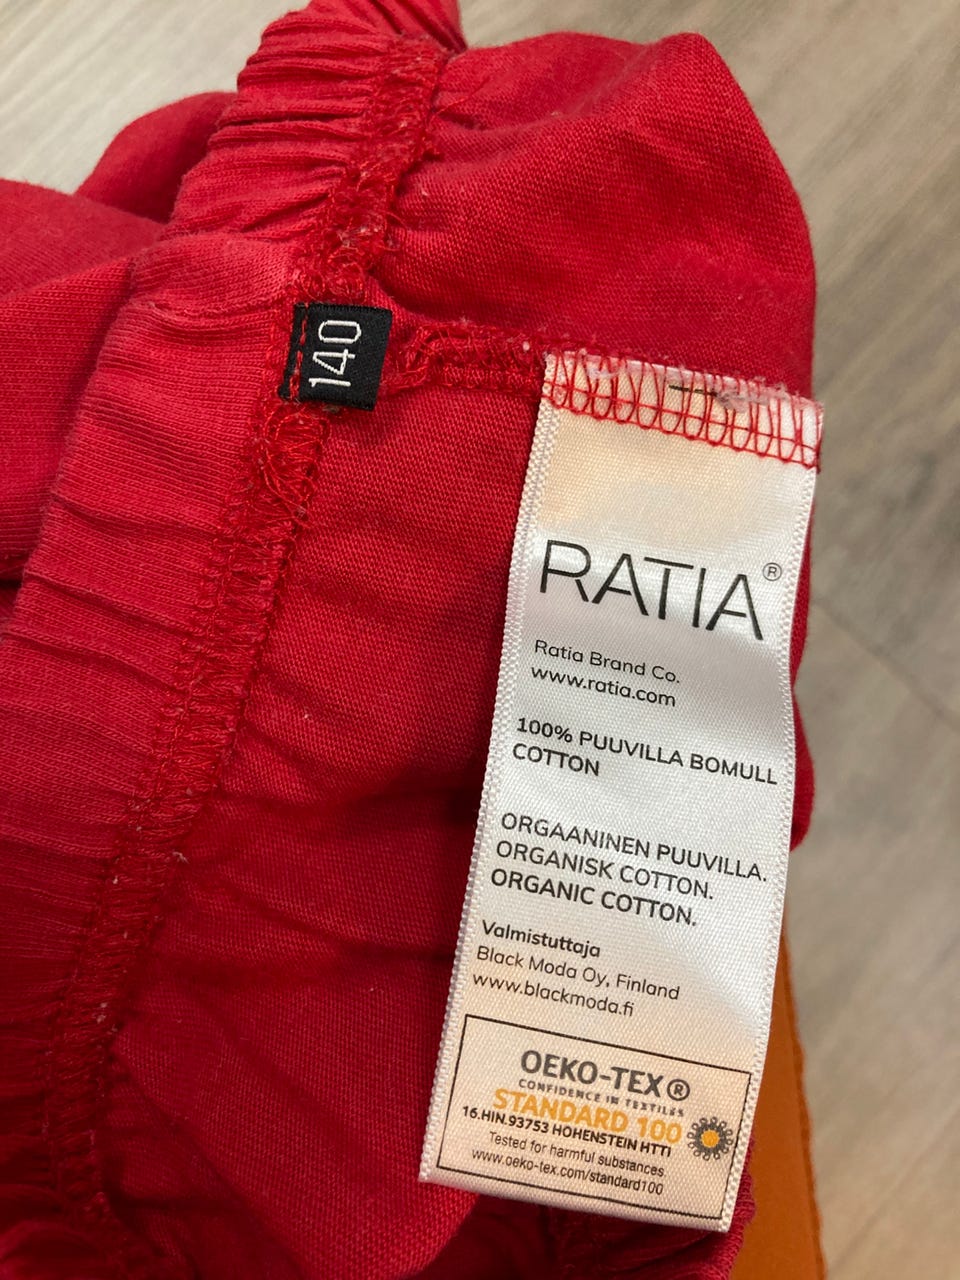 140
RATIA®
Ratia Brand Co.
www.ratia.com
100% PUUVILLA BOMULL
COTTON
ORGAANINEN PUUVILLA.
ORGANISK COTTON.
ORGANIC COTTON.
Valmistuttaja
Black Moda Oy, Finland
www.blackmoda.fi
OEKO-TEX®
CONFIDENCE IN TEXTILES
STANDARD 100
16.HIN.93753 HOHENSTEIN HTTI
Tested for harmful substances
www.oeko-tex.com/standard100